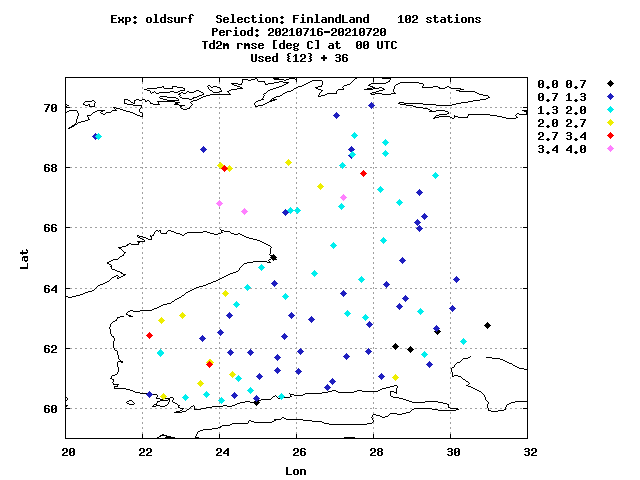 Exp: oldsurf   Selection: FinlandLand    102 stations
Period: 20210716-20210720
Td2m rmse [deg C] at  00 UTC
Used {12} + 36
0.0 0.7
0.7 1.3
1.3 2.0
2.0 2.7
2.7 3.4
3.4 4.0
70
68
66
64
62
60
Lat
20 22 24 26 28 30 32
Lon